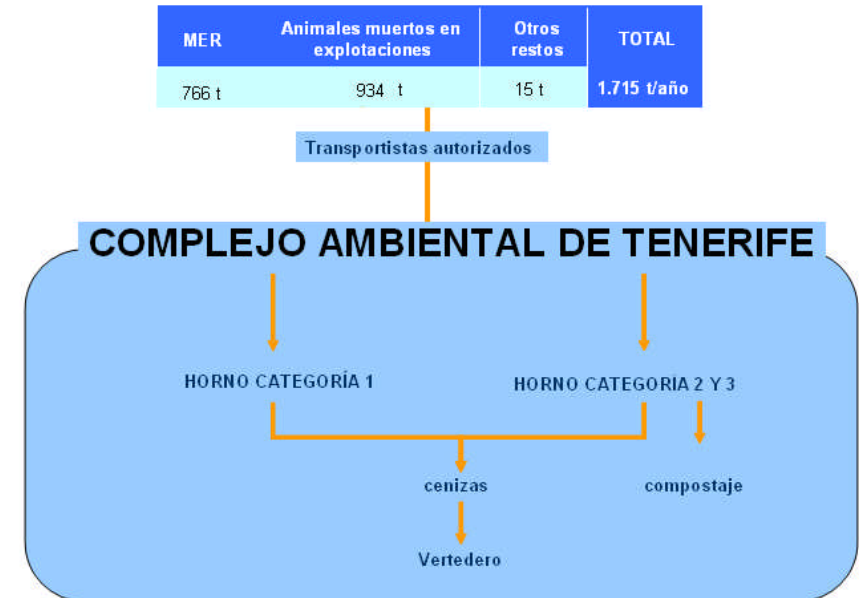 MER
Animales muertos en
explotaciones
Otros
restos
TOTAL
766 t
934 t
15 t
1.715 t/año
Transportistas autorizados
COMPLEJO AMBIENTAL DE TENERIFE
HORNO CATEGORÍA 1
HORNO CATEGORÍA 2 Y 3
cenizas
compostaje
Vertedero